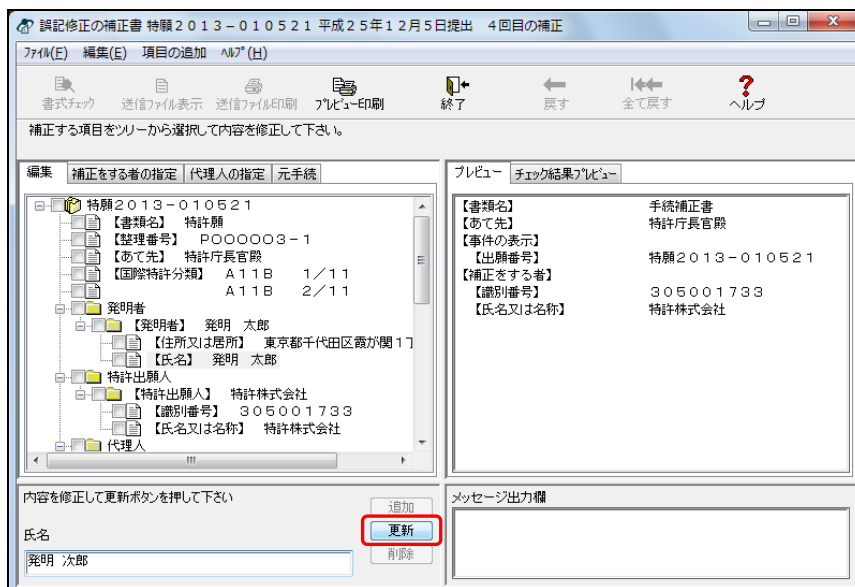 誤記修正の補正書 特願２０１３－０１０５２１ 平成２５年１２月５日提出　４回目の補正
ﾌｧｲﾙ(F)　編集(E)　項目の追加　ﾍﾙﾌﾟ(H)
書式ﾁｪｯｸ　送信ﾌｧｲﾙ表示　送信ﾌｧｲﾙ印刷　ﾌﾟﾚﾋﾞｭｰ印刷　終了　戻す　全て戻す　ヘルプ
補正する項目をツリーから選択して内容を修正して下さい。
編集　補正をする者の指定　代理人の指定　元手続
特願２０１３－０１０５２１
【書類名】　特許願
【整理番号】　Ｐ０００００３－１
【あて先】　特許庁長官殿
【国際特許分類】　Ａ１１Ｂ　１／１１
Ａ１１Ｂ　２／１１
発明者
【発明者】　発明　太郎
【住所又は居所】　東京都千代田区霞が関１丁
【氏名】　発明　太郎
特許出願人
【特許出願人】　特許株式会社
【識別番号】　３０５００１７３３
【氏名又は名称】　特許株式会社
代理人
プレビュー　ﾁｪｯｸ結果ﾌﾟﾚﾋﾞｭｰ
【書類名】　手続補正書
【あて先】　特許庁長官殿
【事件の表示】
【出願番号】　特願２０１３－０１０５２１
【補正をする者】
【識別番号】　３０５００１７３３
【氏名又は名称】　特許株式会社
内容を修正して更新ボタンを押して下さい
追加
更新
削除
氏名
発明 次郎
メッセージ出力欄